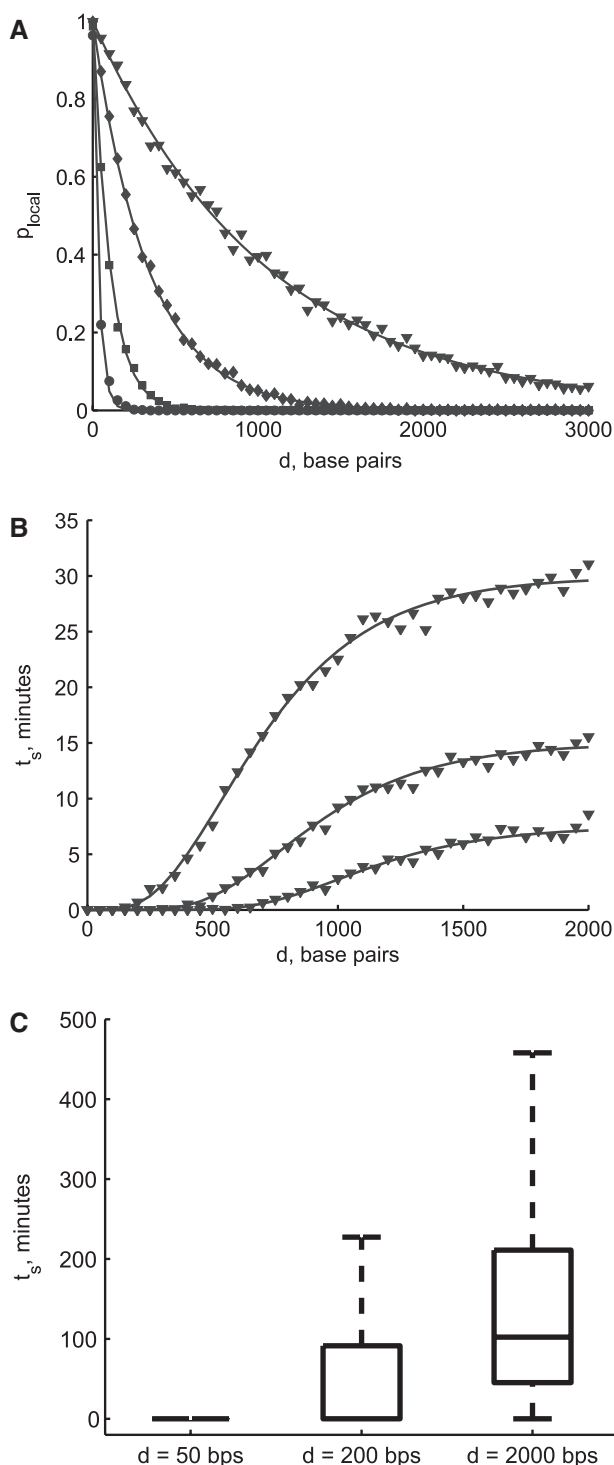 A
p_local
1
0.8
0.6
0.4
0.2
0
0 1000 2000 3000
d, base pairs
B
t_s, minutes
35
30
25
20
15
10
5
0
0 500 1000 1500 2000
d, base pairs
C
t_s, minutes
500
400
300
200
100
0
d = 50 bps d = 200 bps d = 2000 bps